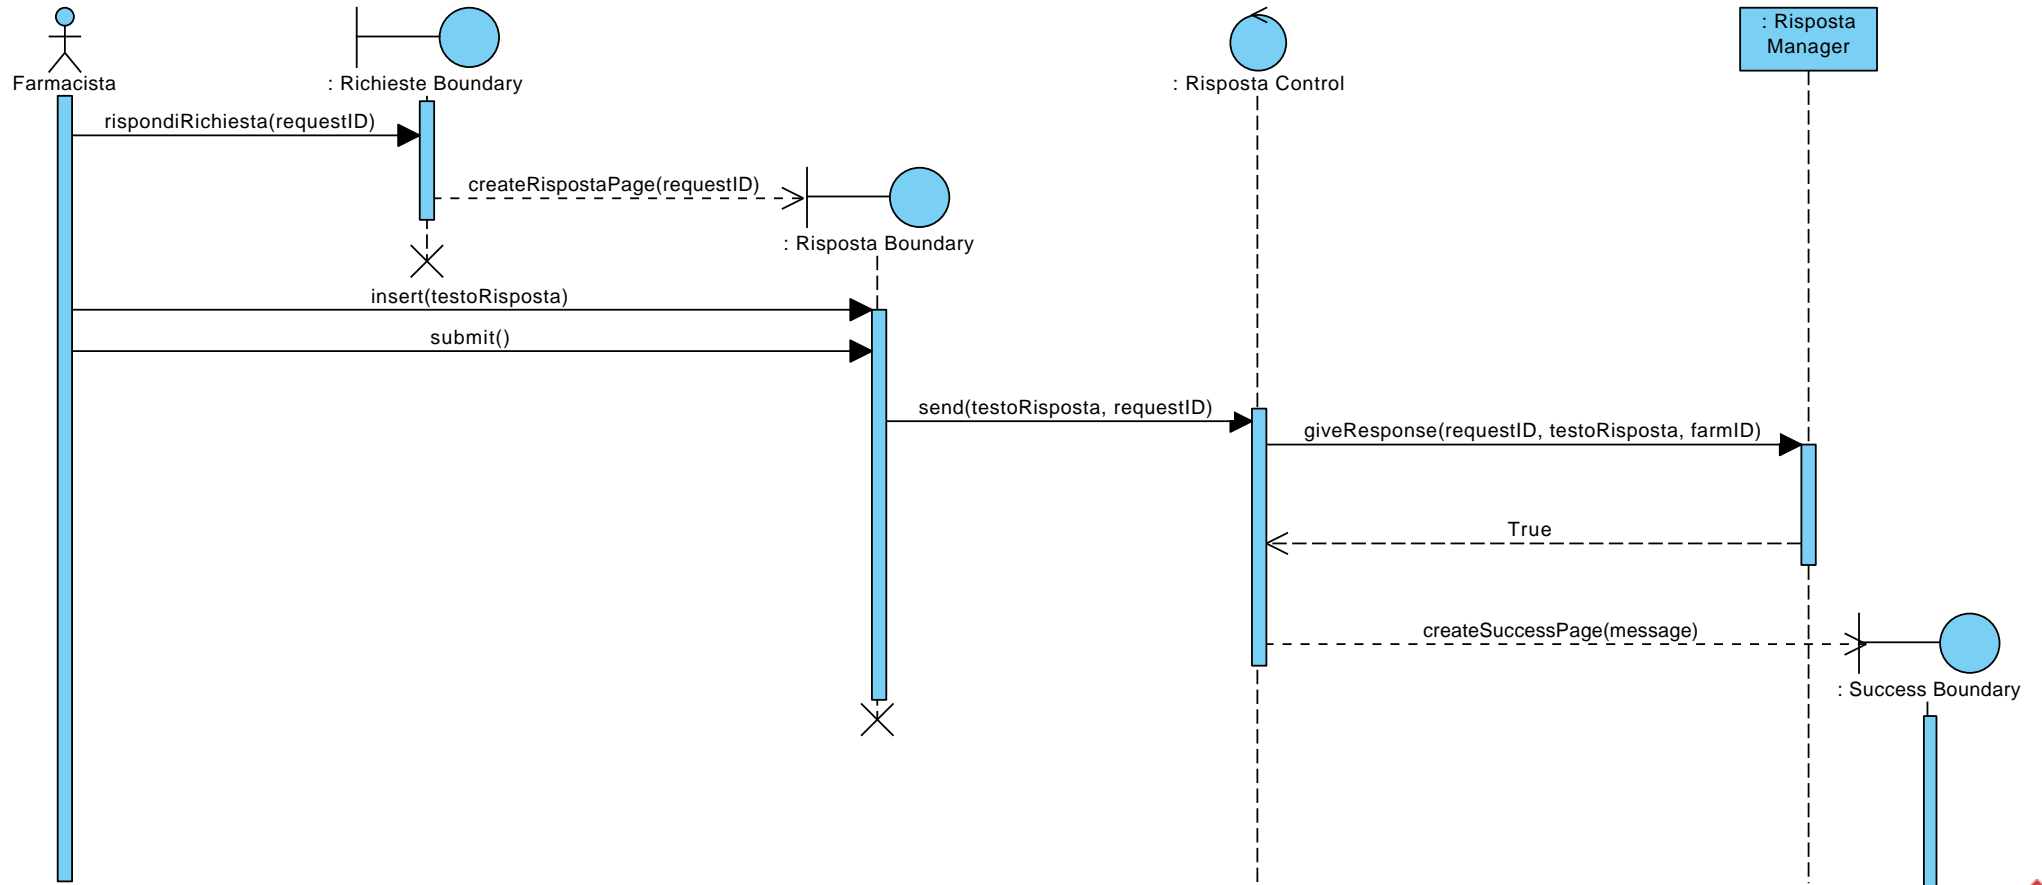 : Risposta
Manager
Farmacista
: Richieste Boundary
: Risposta Control
rispondiRichiesta(requestID)
createRispostaPage(requestID)
: Risposta Boundary
insert(testoRisposta)
submit()
send(testoRisposta, requestID)
giveResponse(requestID, testoRisposta, farmID)
True
createSuccessPage(message)
: Success Boundary